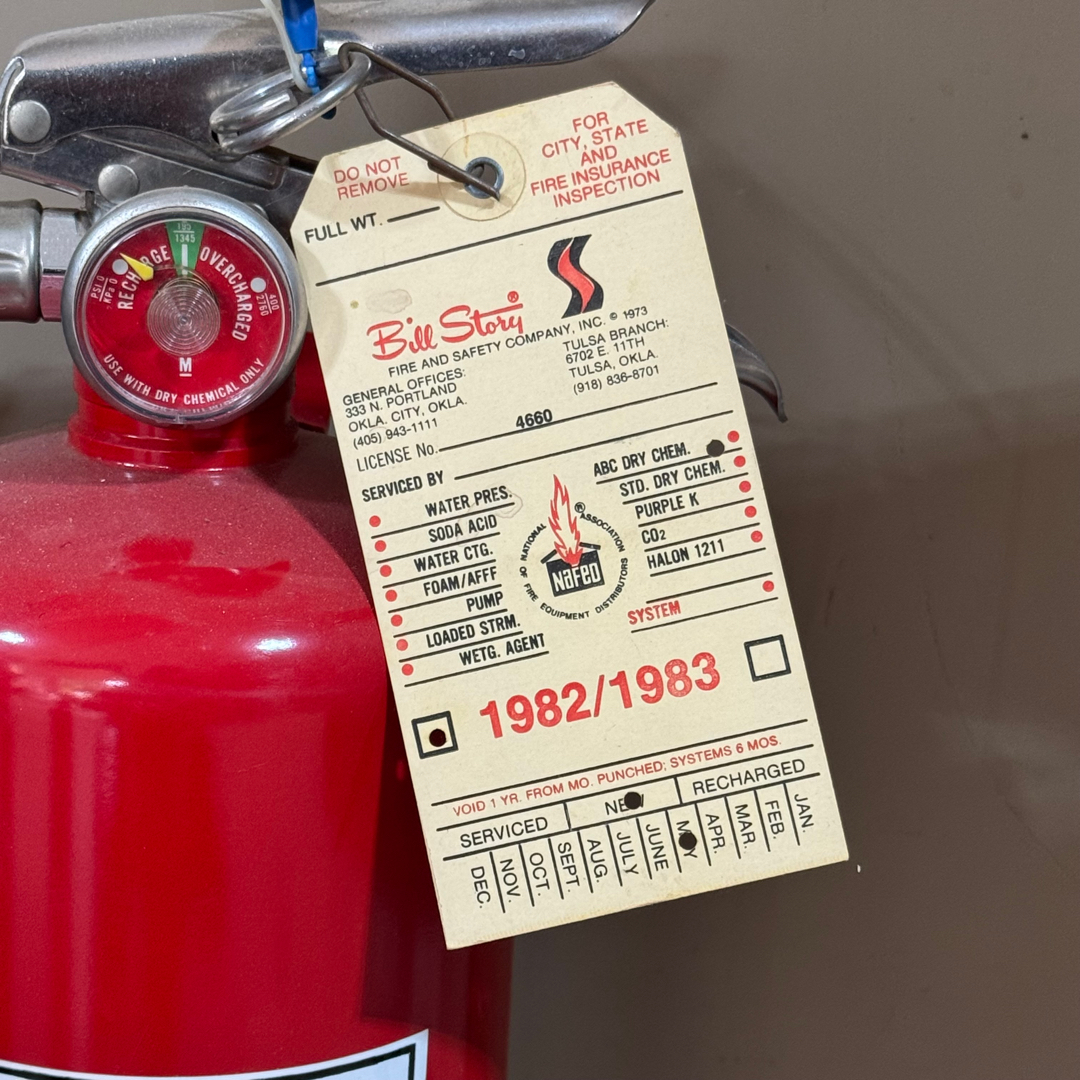 DO NOT
REMOVE
FOR
CITY, STATE
AND
FIRE INSURANCE
INSPECTION
FULL WT.
Bill Story®
FIRE AND SAFETY COMPANY, INC. © 1973
GENERAL OFFICES:
333 N. PORTLAND
OKLA. CITY, OKLA.
(405) 943-1111
TULSA BRANCH:
6702 E. 11TH
TULSA, OKLA.
(918) 836-8701
LICENSE No. 4660
SERVICED BY
WATER PRES.
SODA ACID
WATER CTG.
FOAM/AFFF
PUMP
LOADED STRM.
WETG. AGENT
NATIONAL ASSOCIATION
OF FIRE EQUIPMENT DISTRIBUTORS
®
NAFED
ABC DRY CHEM.
STD. DRY CHEM.
PURPLE K
CO2
HALON 1211
SYSTEM
1982/1983
VOID 1 YR. FROM MO. PUNCHED; SYSTEMS 6 MOS.
SERVICED
NEW
RECHARGED
DEC.
NOV.
OCT.
SEPT.
AUG.
JULY
JUNE
MAY
APR.
MAR.
FEB.
JAN.
195
1345
RECHARGE
OVERCHARGED
PSI 0
kPa 0
400
2760
M
USE WITH DRY CHEMICAL ONLY